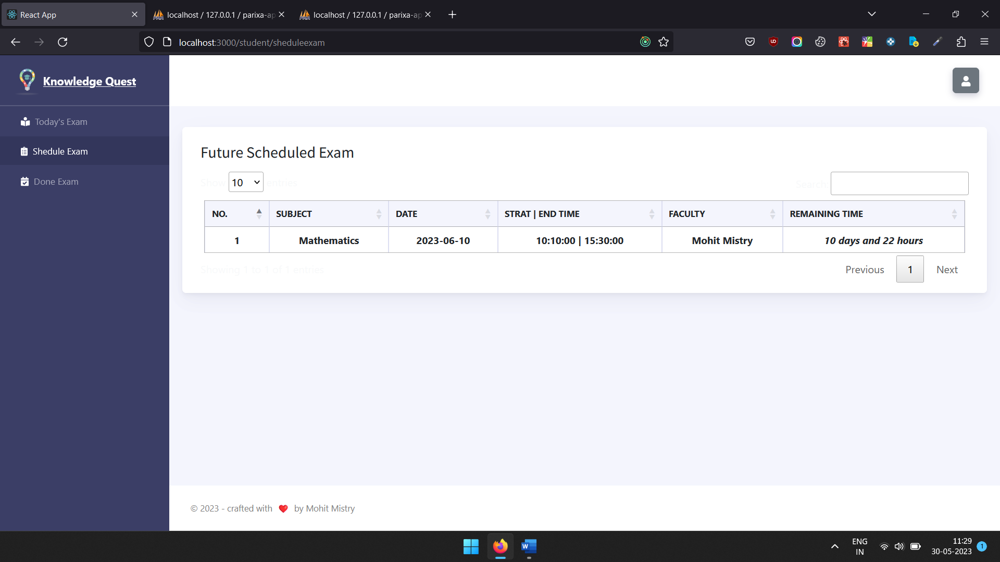 React App
localhost / 127.0.0.1 / parixa-ap
localhost / 127.0.0.1 / parixa-ap
localhost:3000/student/sheduleexam
Knowledge Quest
Today's Exam
Shedule Exam
Done Exam
Future Scheduled Exam
Show 10 entries
Search:
NO. SUBJECT DATE STRAT | END TIME FACULTY REMAINING TIME
1 Mathematics 2023-06-10 10:10:00 | 15:30:00 Mohit Mistry 10 days and 22 hours
Showing 1 to 1 of 1 entries
Previous 1 Next
© 2023 - crafted with ❤️ by Mohit Mistry
ENG
IN
11:29
30-05-2023
1